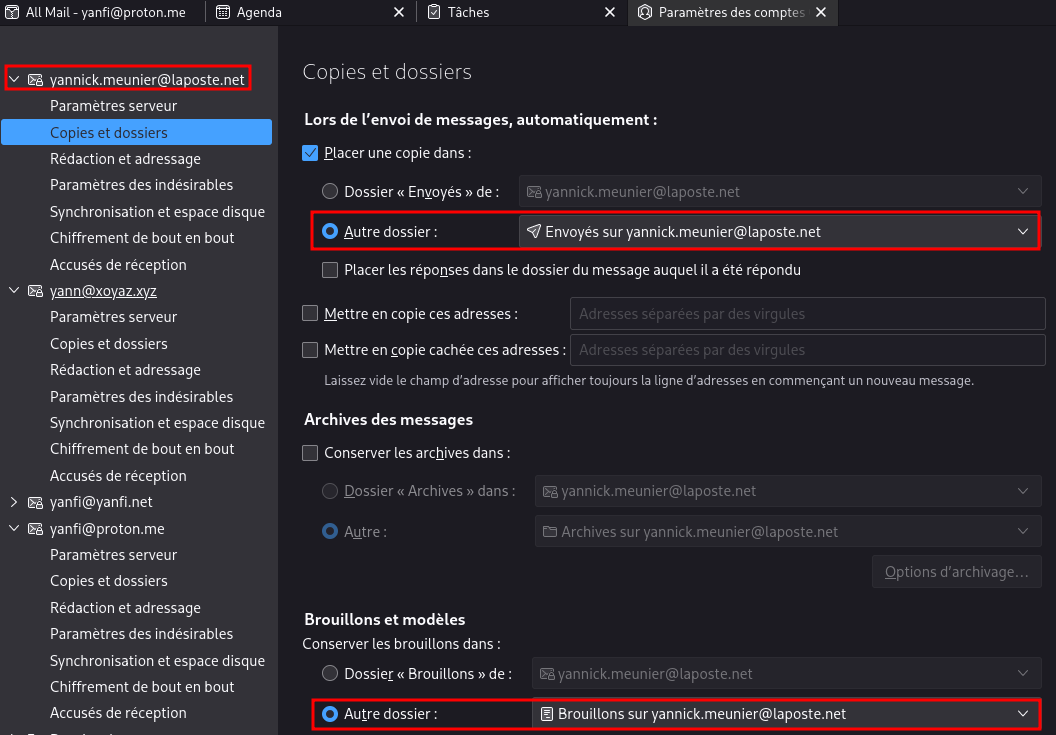 All Mail - yanfi@proton.me
Agenda
Tâches
Paramètres des comptes
yannick.meunier@laposte.net
Paramètres serveur
Copies et dossiers
Rédaction et adressage
Paramètres des indésirables
Synchronisation et espace disque
Chiffrement de bout en bout
Accusés de réception
yann@xoyaz.xyz
Paramètres serveur
Copies et dossiers
Rédaction et adressage
Paramètres des indésirables
Synchronisation et espace disque
Chiffrement de bout en bout
Accusés de réception
yanfi@yanfi.net
yanfi@proton.me
Paramètres serveur
Copies et dossiers
Rédaction et adressage
Paramètres des indésirables
Synchronisation et espace disque
Chiffrement de bout en bout
Accusés de réception
Copies et dossiers
Lors de l’envoi de messages, automatiquement :
Placer une copie dans :
Dossier « Envoyés » de : yannick.meunier@laposte.net
Autre dossier : Envoyés sur yannick.meunier@laposte.net
Placer les réponses dans le dossier du message auquel il a été répondu
Mettre en copie ces adresses : Adresses séparées par des virgules
Mettre en copie cachée ces adresses : Adresses séparées par des virgules
Laissez vide le champ d’adresse pour afficher toujours la ligne d’adresses en commençant un nouveau message.
Archives des messages
Conserver les archives dans :
Dossier « Archives » dans : yannick.meunier@laposte.net
Autre : Archives sur yannick.meunier@laposte.net
Options d’archivage…
Brouillons et modèles
Conserver les brouillons dans :
Dossier « Brouillons » de : yannick.meunier@laposte.net
Autre dossier : Brouillons sur yannick.meunier@laposte.net